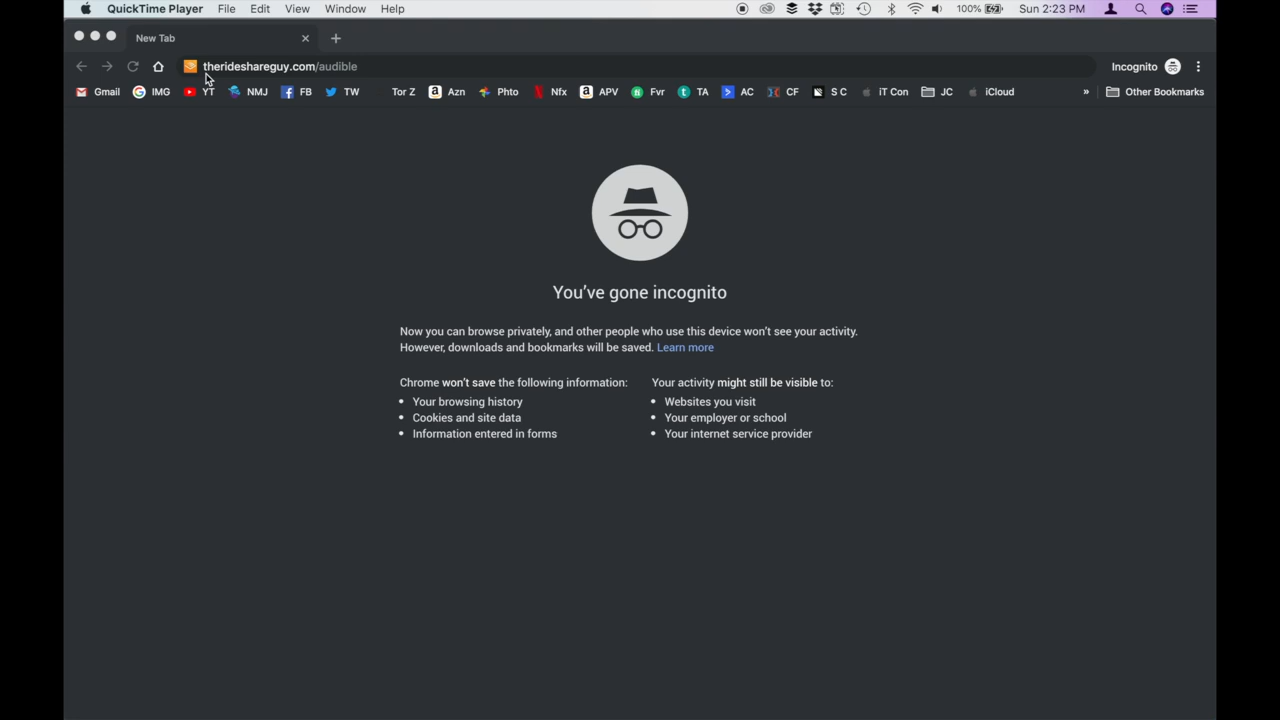 QuickTime Player File Edit View Window Help 100% Sun 2:23 PM
New Tab
therideshareguy.com/audible Incognito
Gmail IMG YT NMJ FB TW Tor Z Azn Phto Nfx APV Fvr TA AC CF S C iT Con JC iCloud » Other Bookmarks
You've gone incognito
Now you can browse privately, and other people who use this device won't see your activity.
However, downloads and bookmarks will be saved. Learn more
Chrome won't save the following information:
• Your browsing history
• Cookies and site data
• Information entered in forms
Your activity might still be visible to:
• Websites you visit
• Your employer or school
• Your internet service provider